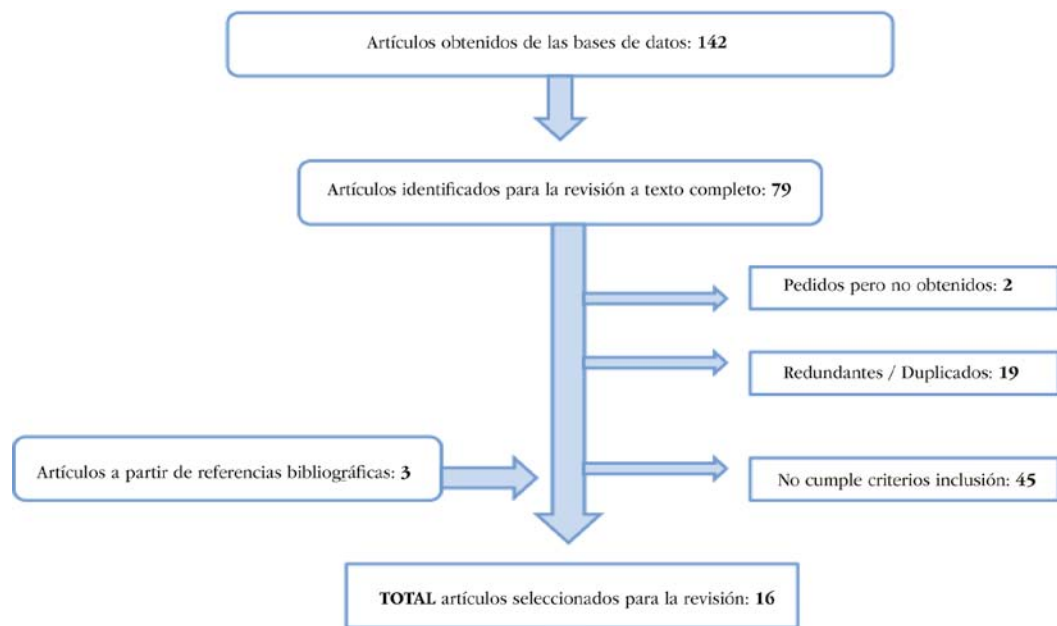 Artículos obtenidos de las bases de datos: 142
Artículos identificados para la revisión a texto completo: 79
Pedidos pero no obtenidos: 2
Redundantes / Duplicados: 19
Artículos a partir de referencias bibliográficas: 3
No cumple criterios inclusión: 45
TOTAL artículos seleccionados para la revisión: 16